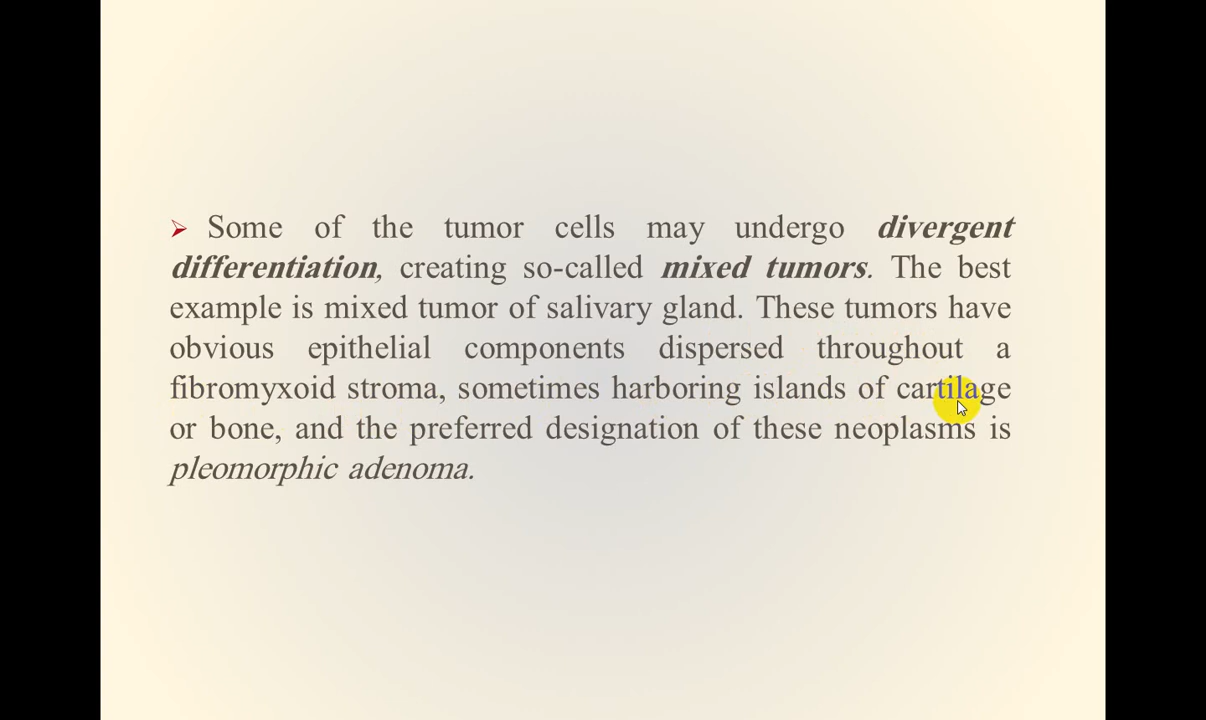 ➢ Some of the tumor cells may undergo divergent
differentiation, creating so-called mixed tumors. The best
example is mixed tumor of salivary gland. These tumors have
obvious epithelial components dispersed throughout a
fibromyxoid stroma, sometimes harboring islands of cartilage
or bone, and the preferred designation of these neoplasms is
pleomorphic adenoma.